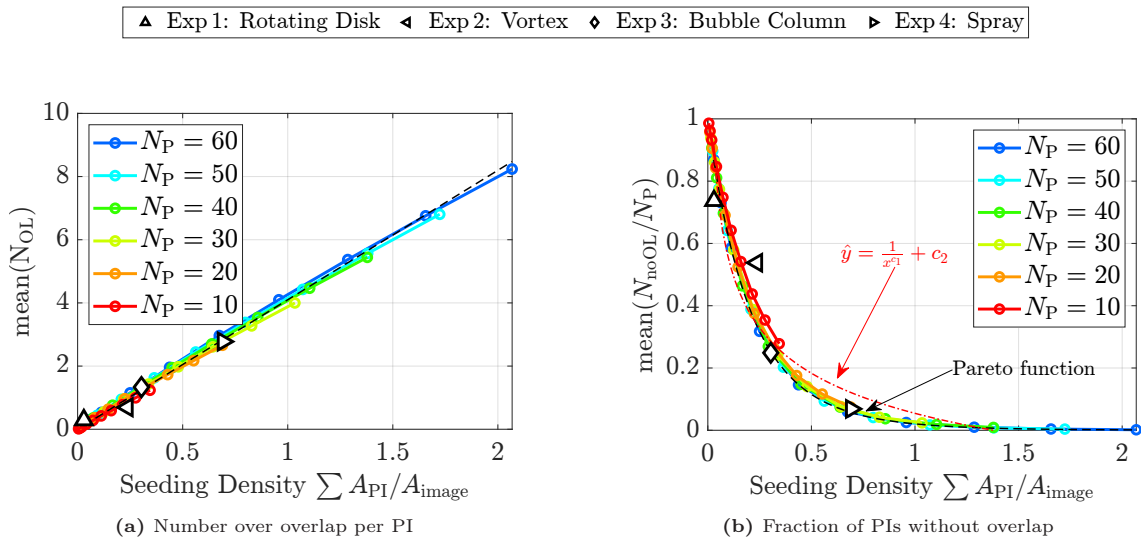 Exp 1: Rotating Disk Exp 2: Vortex Exp 3: Bubble Column Exp 4: Spray
10
8
6
4
2
0
mean(N_OL)
N_P = 60
N_P = 50
N_P = 40
N_P = 30
N_P = 20
N_P = 10
0 0.5 1 1.5 2
Seeding Density ∑ A_PI/A_image
(a) Number over overlap per PI
1
0.8
0.6
0.4
0.2
0
mean(N_noOL/N_P)
N_P = 60
N_P = 50
N_P = 40
N_P = 30
N_P = 20
N_P = 10
ŷ = 1/x^{c_1} + c_2
Pareto function
0 0.5 1 1.5 2
Seeding Density ∑ A_PI/A_image
(b) Fraction of PIs without overlap